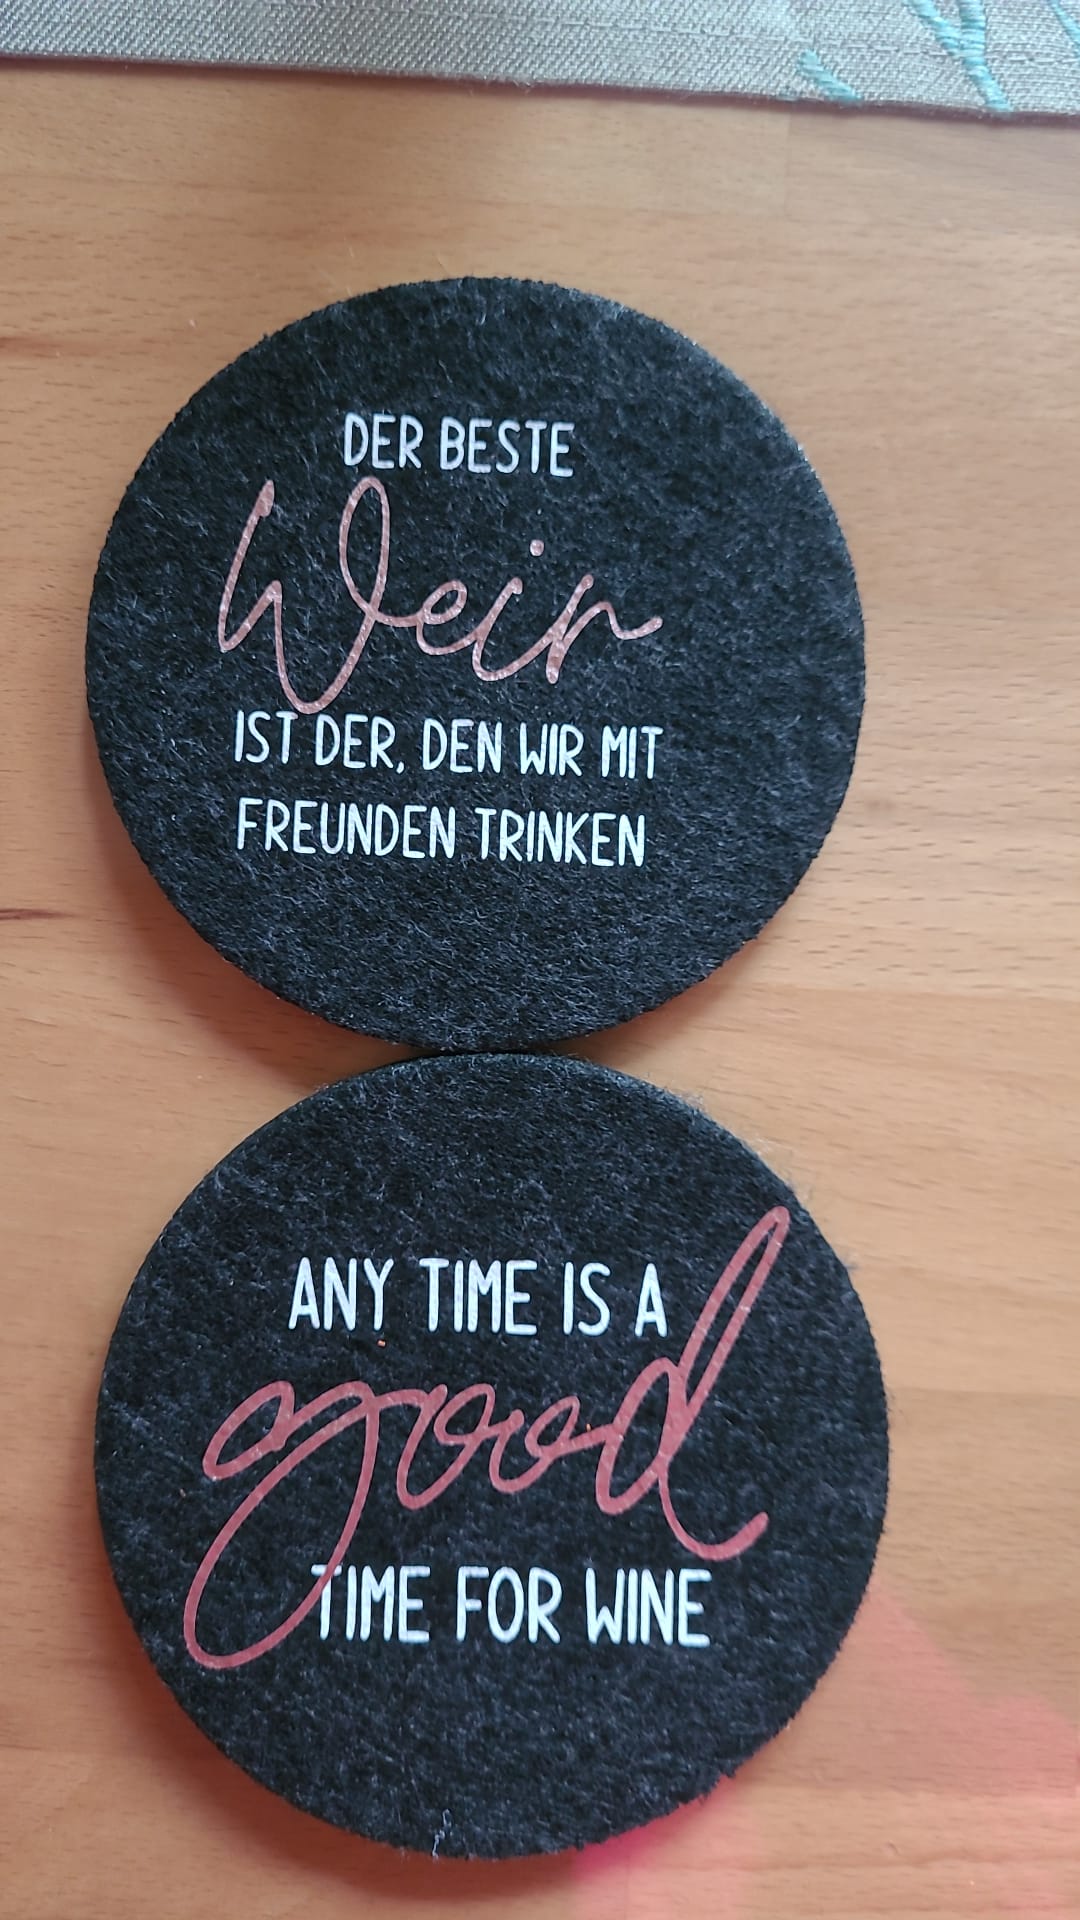 DER BESTE
Wein
IST DER, DEN WIR MIT
FREUNDEN TRINKEN
ANY TIME IS A
good
TIME FOR WINE